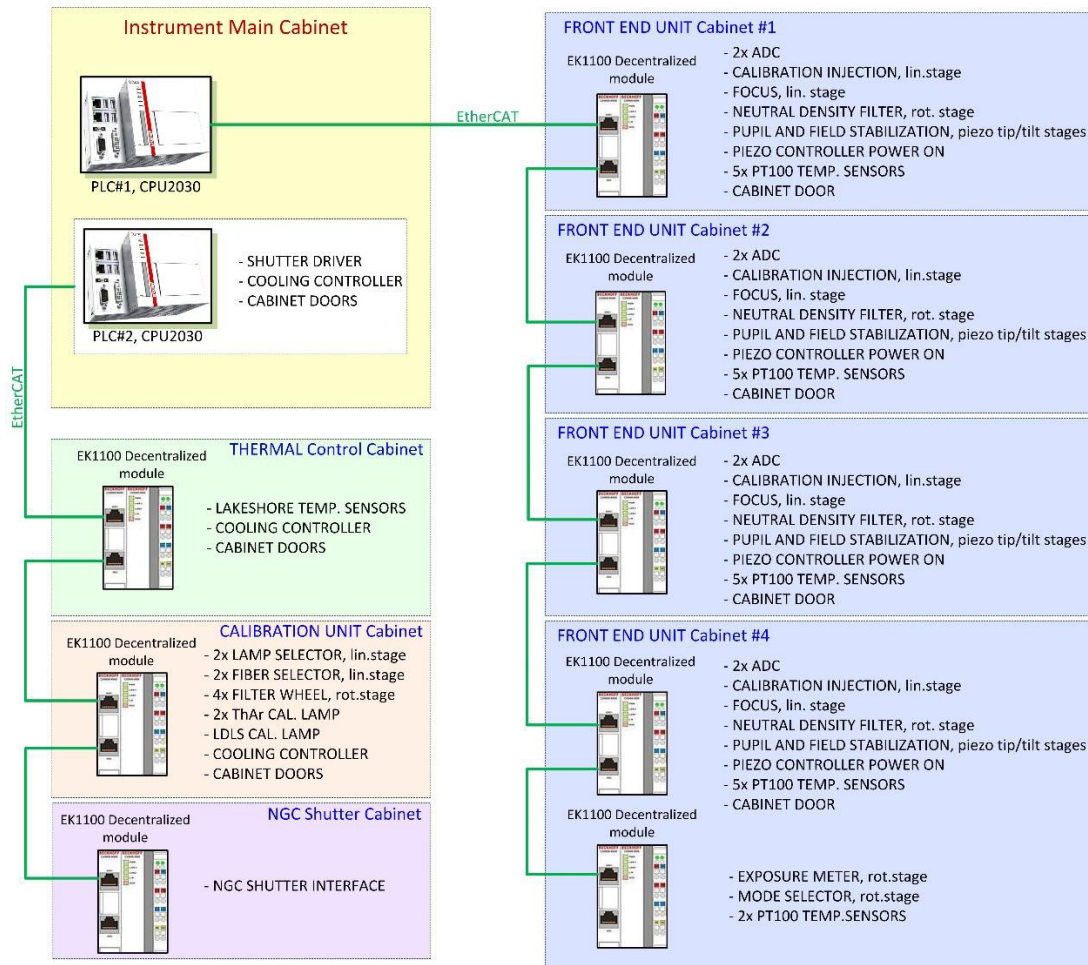 Instrument Main Cabinet
PLC#1, CPU2030
EtherCAT
PLC#2, CPU2030
- SHUTTER DRIVER
- COOLING CONTROLLER
- CABINET DOORS
EtherCAT
THERMAL Control Cabinet
EK1100 Decentralized
module
- LAKESHORE TEMP. SENSORS
- COOLING CONTROLLER
- CABINET DOORS
CALIBRATION UNIT Cabinet
EK1100 Decentralized
module
- 2x LAMP SELECTOR, lin.stage
- 2x FIBER SELECTOR, lin.stage
- 4x FILTER WHEEL, rot.stage
- 2x ThAr CAL. LAMP
- LDLS CAL. LAMP
- COOLING CONTROLLER
- CABINET DOORS
NGC Shutter Cabinet
EK1100 Decentralized
module
- NGC SHUTTER INTERFACE
FRONT END UNIT Cabinet #1
EK1100 Decentralized
module
- 2x ADC
- CALIBRATION INJECTION, lin.stage
- FOCUS, lin. stage
- NEUTRAL DENSITY FILTER, rot. stage
- PUPIL AND FIELD STABILIZATION, piezo tip/tilt stages
- PIEZO CONTROLLER POWER ON
- 5x PT100 TEMP. SENSORS
- CABINET DOOR
FRONT END UNIT Cabinet #2
EK1100 Decentralized
module
- 2x ADC
- CALIBRATION INJECTION, lin.stage
- FOCUS, lin. stage
- NEUTRAL DENSITY FILTER, rot. stage
- PUPIL AND FIELD STABILIZATION, piezo tip/tilt stages
- PIEZO CONTROLLER POWER ON
- 5x PT100 TEMP. SENSORS
- CABINET DOOR
FRONT END UNIT Cabinet #3
EK1100 Decentralized
module
- 2x ADC
- CALIBRATION INJECTION, lin.stage
- FOCUS, lin. stage
- NEUTRAL DENSITY FILTER, rot. stage
- PUPIL AND FIELD STABILIZATION, piezo tip/tilt stages
- PIEZO CONTROLLER POWER ON
- 5x PT100 TEMP. SENSORS
- CABINET DOOR
FRONT END UNIT Cabinet #4
EK1100 Decentralized
module
- 2x ADC
- CALIBRATION INJECTION, lin.stage
- FOCUS, lin. stage
- NEUTRAL DENSITY FILTER, rot. stage
- PUPIL AND FIELD STABILIZATION, piezo tip/tilt stages
- PIEZO CONTROLLER POWER ON
- 5x PT100 TEMP. SENSORS
- CABINET DOOR
EK1100 Decentralized
module
- EXPOSURE METER, rot.stage
- MODE SELECTOR, rot.stage
- 2x PT100 TEMP.SENSORS